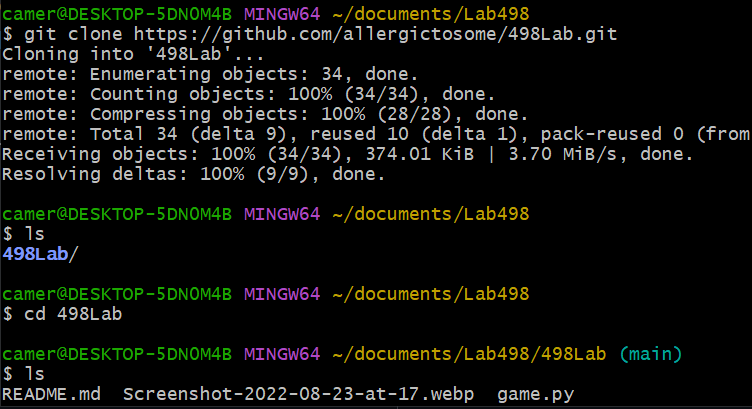 camer@DESKTOP-5DNOM4B MINGW64 ~/documents/Lab498
$ git clone https://github.com/allergictosome/498Lab.git
Cloning into '498Lab'...
remote: Enumerating objects: 34, done.
remote: Counting objects: 100% (34/34), done.
remote: Compressing objects: 100% (28/28), done.
remote: Total 34 (delta 9), reused 10 (delta 1), pack-reused 0 (from
Receiving objects: 100% (34/34), 374.01 KiB | 3.70 MiB/s, done.
Resolving deltas: 100% (9/9), done.
camer@DESKTOP-5DNOM4B MINGW64 ~/documents/Lab498
$ ls
498Lab/
camer@DESKTOP-5DNOM4B MINGW64 ~/documents/Lab498
$ cd 498Lab
camer@DESKTOP-5DNOM4B MINGW64 ~/documents/Lab498/498Lab (main)
$ ls
README.md  Screenshot-2022-08-23-at-17.webp  game.py